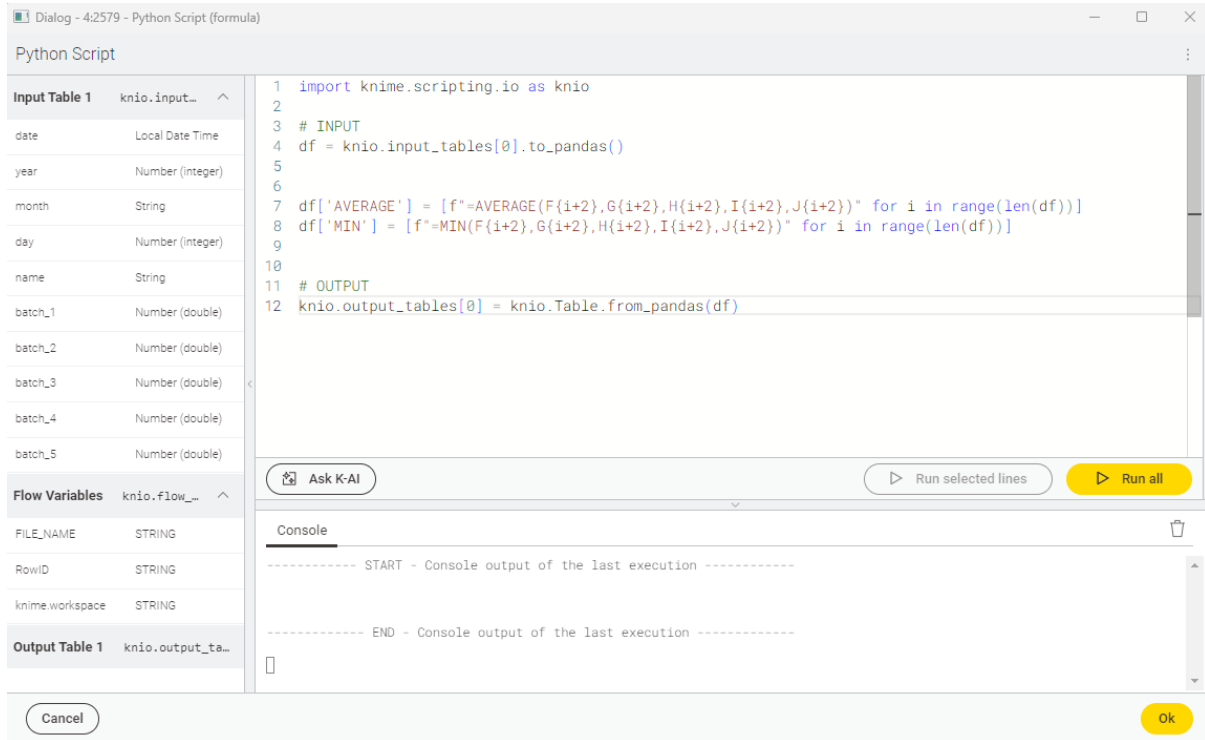 Dialog - 4:2579 - Python Script (formula)
Python Script
Input Table 1 knio.input…
date Local Date Time
year Number (integer)
month String
day Number (integer)
name String
batch_1 Number (double)
batch_2 Number (double)
batch_3 Number (double)
batch_4 Number (double)
batch_5 Number (double)
Flow Variables knio.flow_…
FILE_NAME STRING
RowID STRING
knime.workspace STRING
Output Table 1 knio.output_ta…
1 import knime.scripting.io as knio
2
3 # INPUT
4 df = knio.input_tables[0].to_pandas()
5
6
7 df['AVERAGE'] = [f"=AVERAGE(F{i+2},G{i+2},H{i+2},I{i+2},J{i+2})" for i in range(len(df))]
8 df['MIN'] = [f"=MIN(F{i+2},G{i+2},H{i+2},I{i+2},J{i+2})" for i in range(len(df))]
9
10
11 # OUTPUT
12 knio.output_tables[0] = knio.Table.from_pandas(df)
Ask K-AI
Run selected lines
Run all
Console
------------ START - Console output of the last execution ------------
------------- END - Console output of the last execution -------------
Cancel
Ok